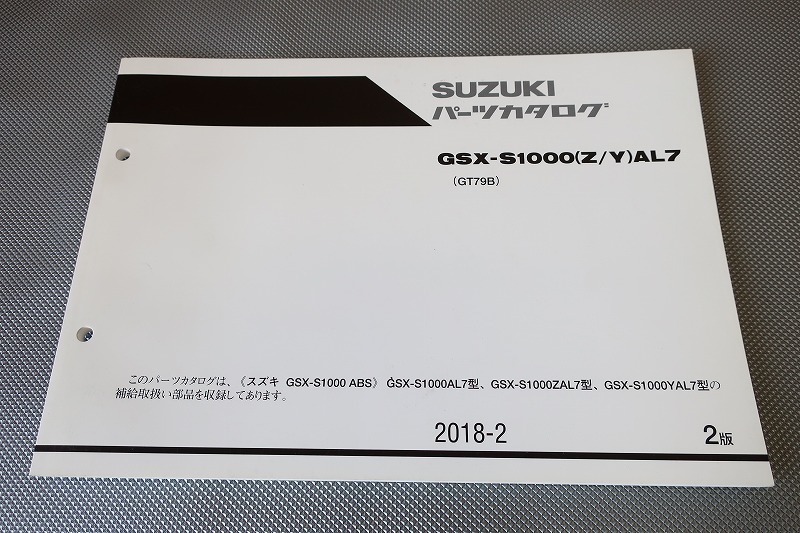 SUZUKI
パーツカタログ
GSX-S1000(Z/Y)AL7
(GT79B)
このパーツカタログは、《スズキ GSX-S1000 ABS》 GSX-S1000AL7型、GSX-S1000ZAL7型、GSX-S1000YAL7型の
補給取扱い部品を収録してあります。
2018-2
2版